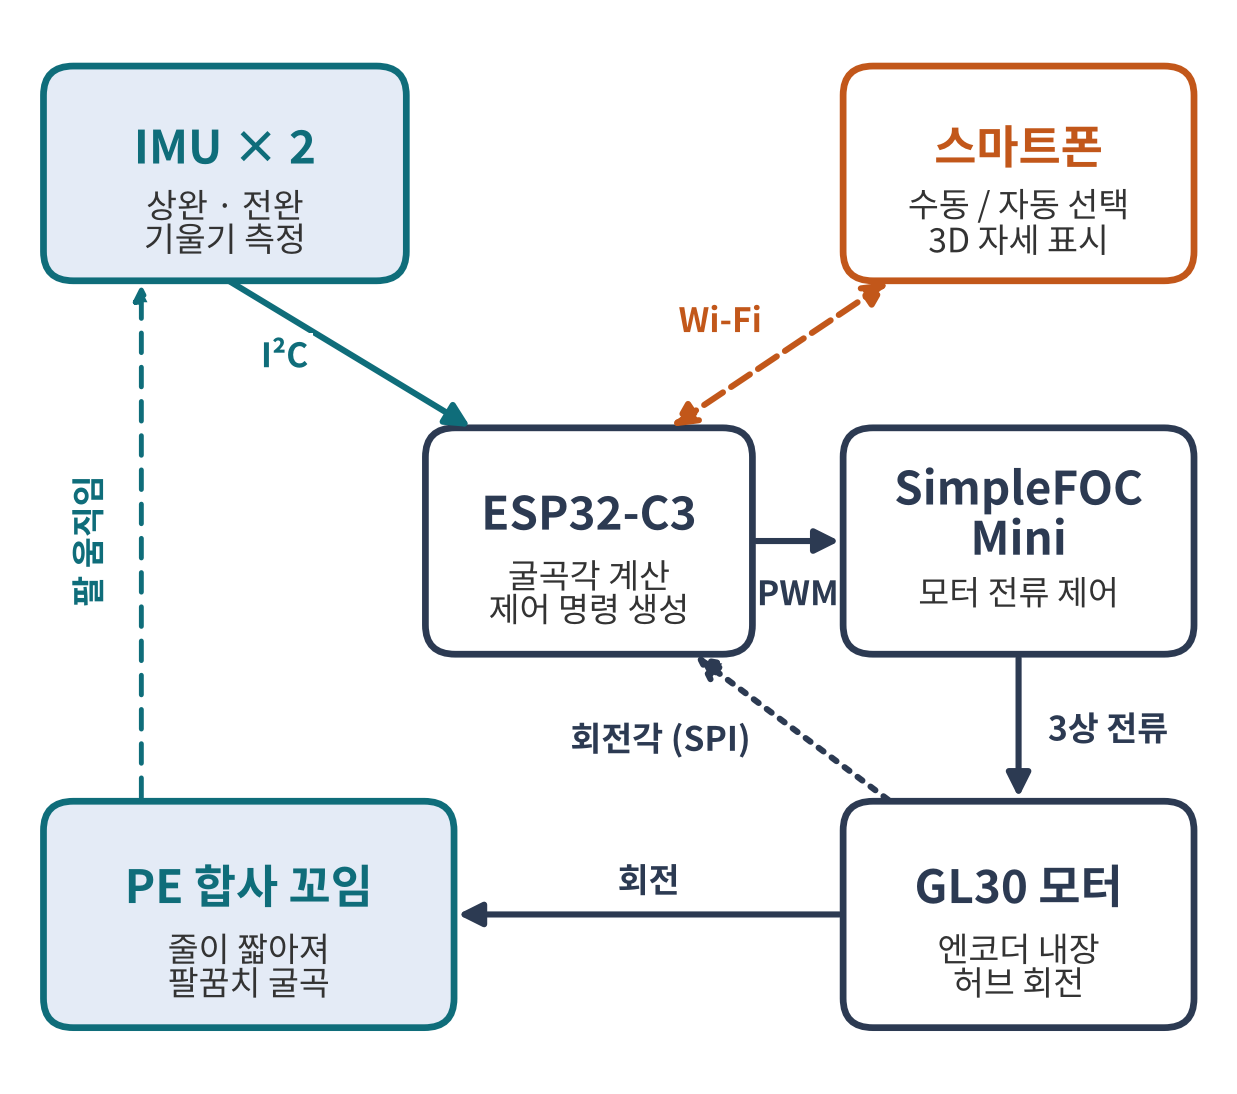 IMU × 2
상완 · 전완
기울기 측정
스마트폰
수동 / 자동 선택
3D 자세 표시
Wi-Fi
I²C
ESP32-C3
굴곡각 계산
제어 명령 생성
PWM
SimpleFOC
Mini
모터 전류 제어
팔 움직임
회전각 (SPI)
3상 전류
PE 합사 꼬임
줄이 짧아져
팔꿈치 굴곡
회전
GL30 모터
엔코더 내장
허브 회전